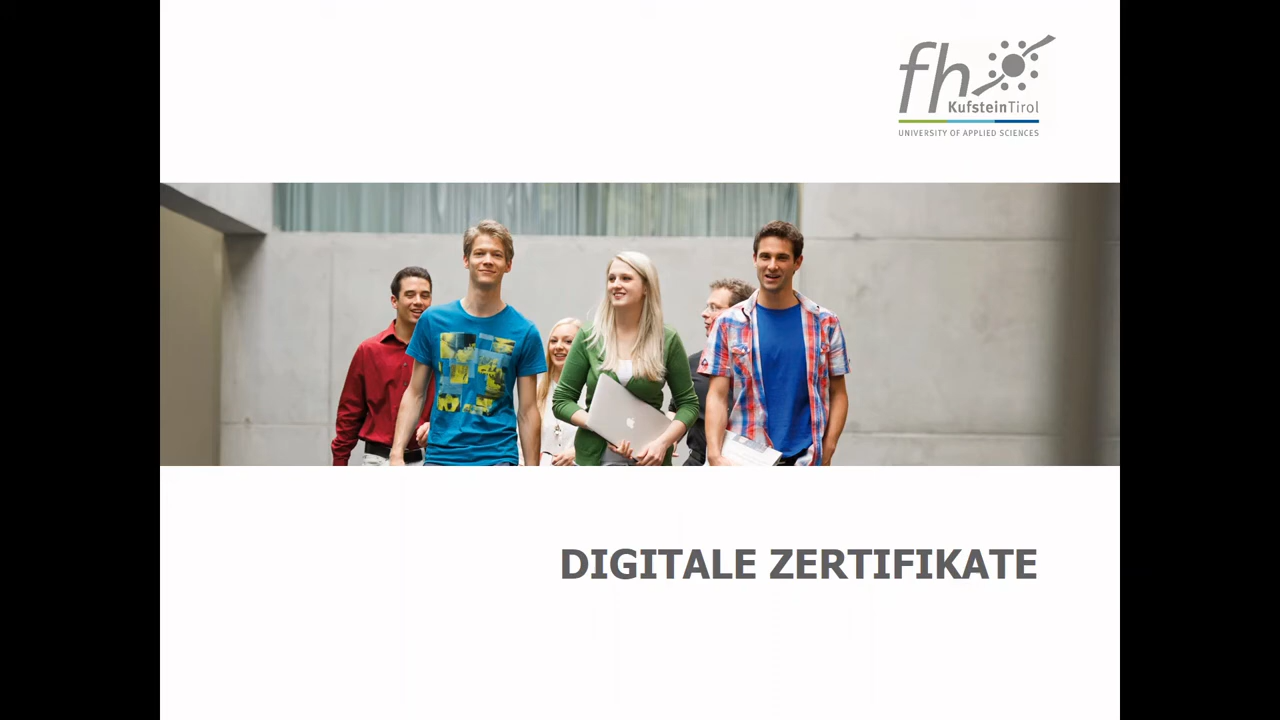 fh
KufsteinTirol
UNIVERSITY OF APPLIED SCIENCES
DIGITALE ZERTIFIKATE